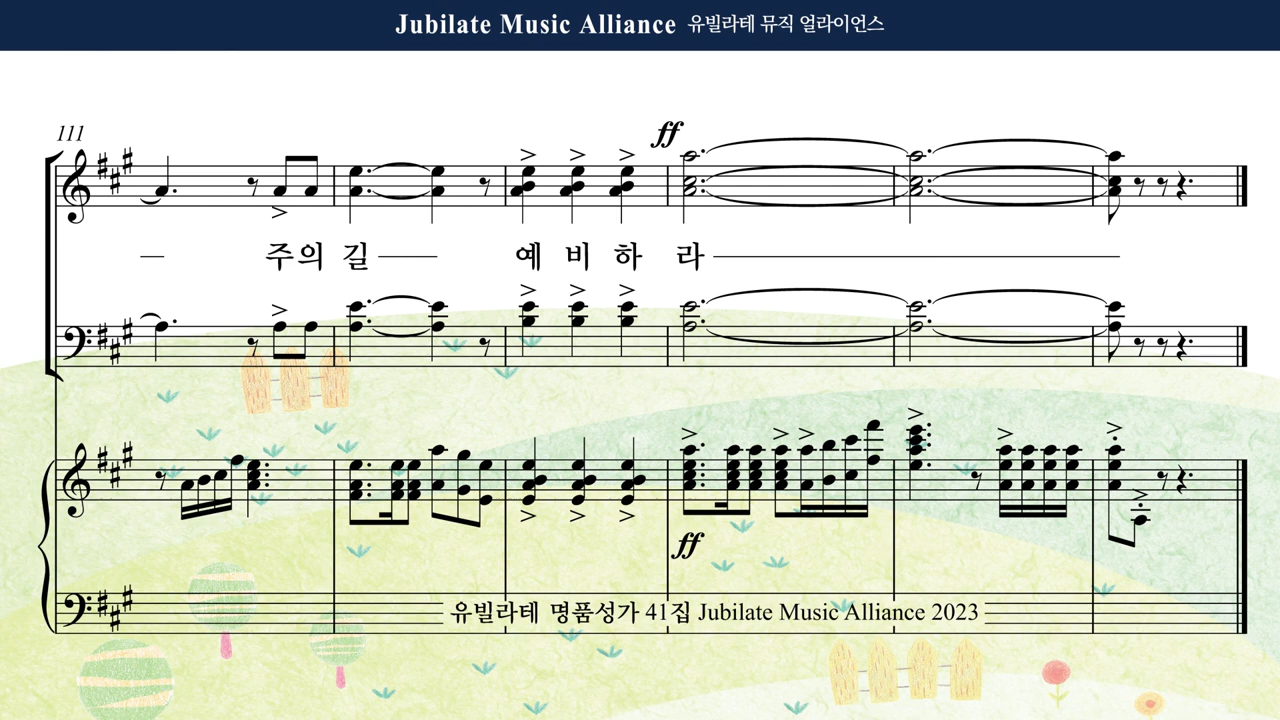 Jubilate Music Alliance 유빌라테 뮤직 얼라이언스
111
ff
주의 길 예 비 하 라
ff
유빌라테 명품성가 41집 Jubilate Music Alliance 2023